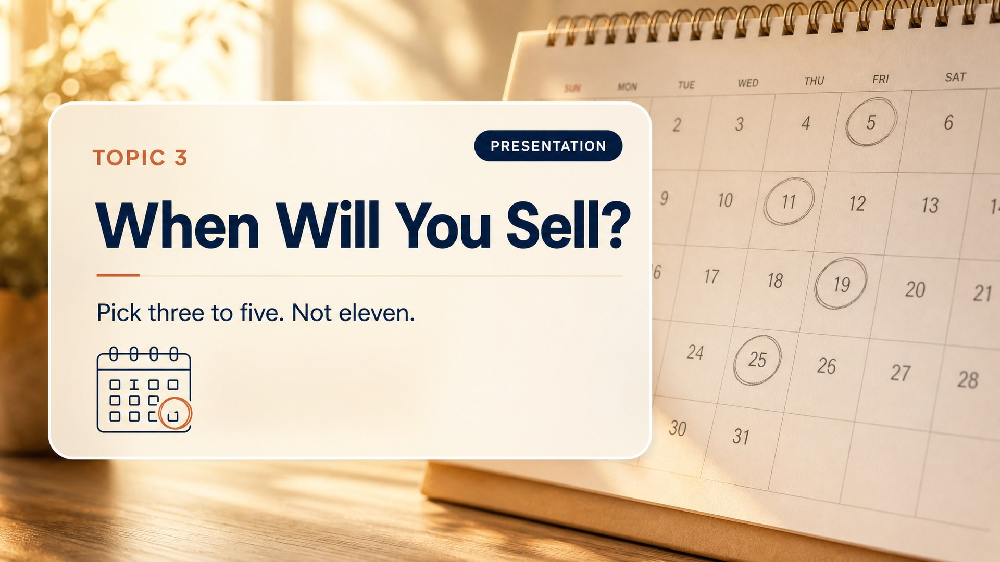 TOPIC 3
PRESENTATION
When Will You Sell?
Pick three to five. Not eleven.
SUN MON TUE WED THU FRI SAT
2 3 4 5 6
9 10 11 12 13
17 18 19 20 21
24 25 26 27 28
30 31